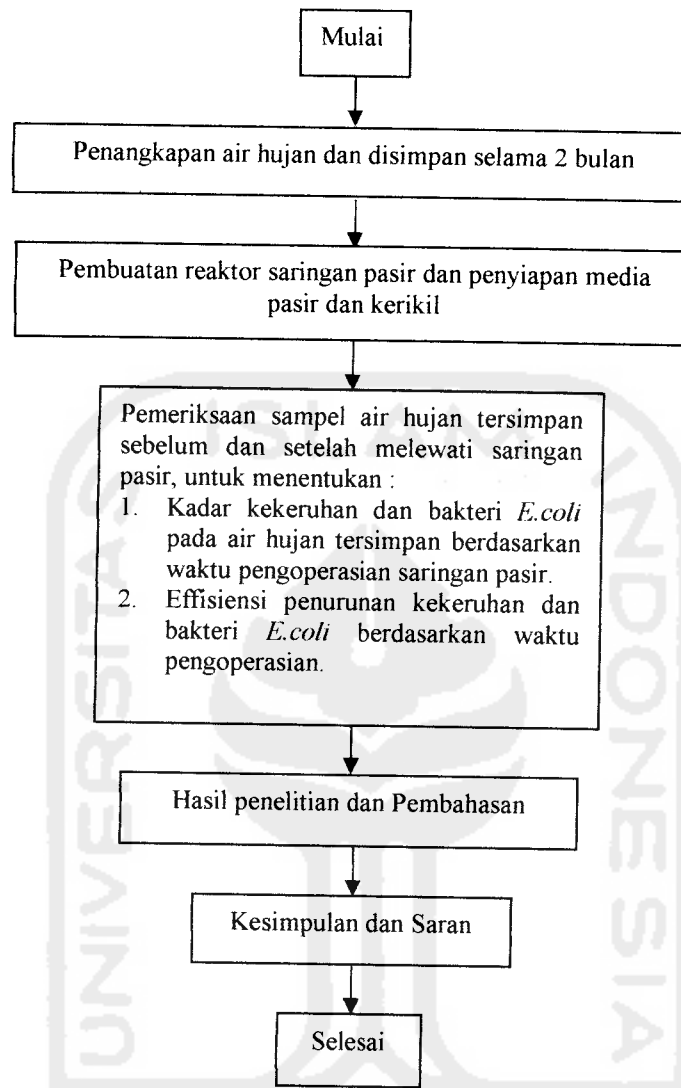 Mulai
Penangkapan air hujan dan disimpan selama 2 bulan
Pembuatan reaktor saringan pasir dan penyiapan media
pasir dan kerikil
Pemeriksaan sampel air hujan tersimpan
sebelum dan setelah melewati saringan
pasir, untuk menentukan :
1. Kadar kekeruhan dan bakteri E.coli
pada air hujan tersimpan berdasarkan
waktu pengoperasian saringan pasir.
2. Effisiensi penurunan kekeruhan dan
bakteri E.coli berdasarkan waktu
pengoperasian.
Hasil penelitian dan Pembahasan
Kesimpulan dan Saran
Selesai
UNIVERSITAS
ISLAM
INDONESIA